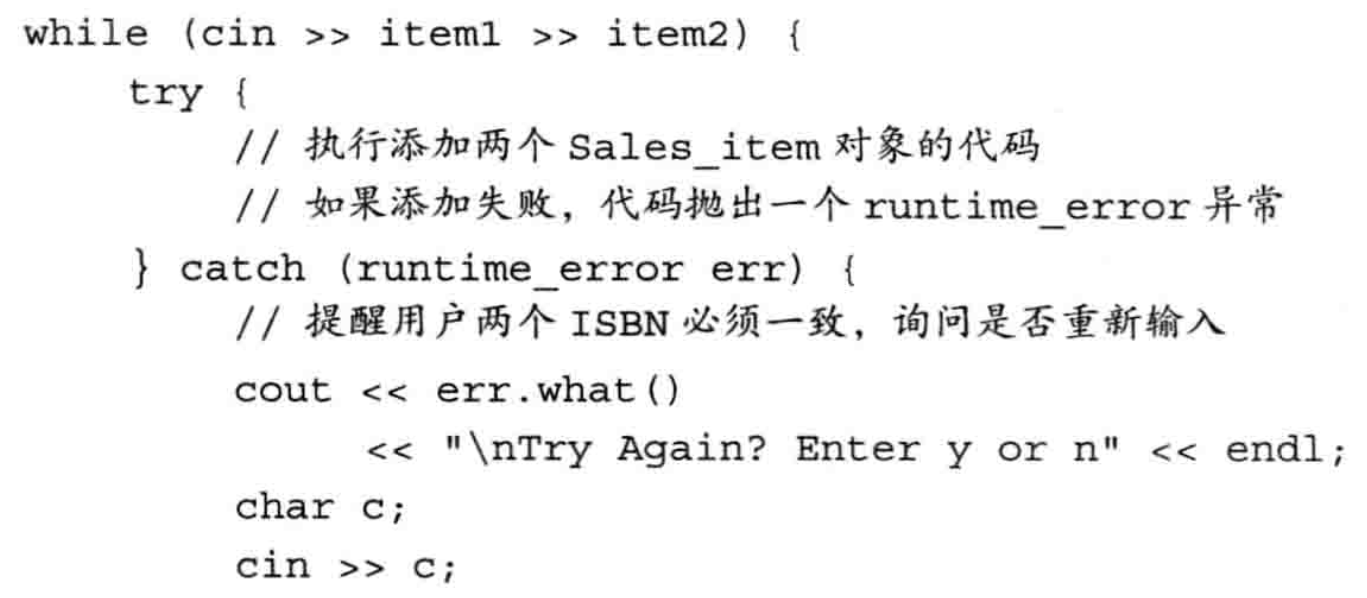 while (cin >> item1 >> item2) {
try {
// 执行添加两个 Sales_item 对象的代码
// 如果添加失败，代码抛出一个 runtime_error 异常
} catch (runtime_error err) {
// 提醒用户两个 ISBN 必须一致，询问是否重新输入
cout << err.what()
<< "\nTry Again? Enter y or n" << endl;
char c;
cin >> c;